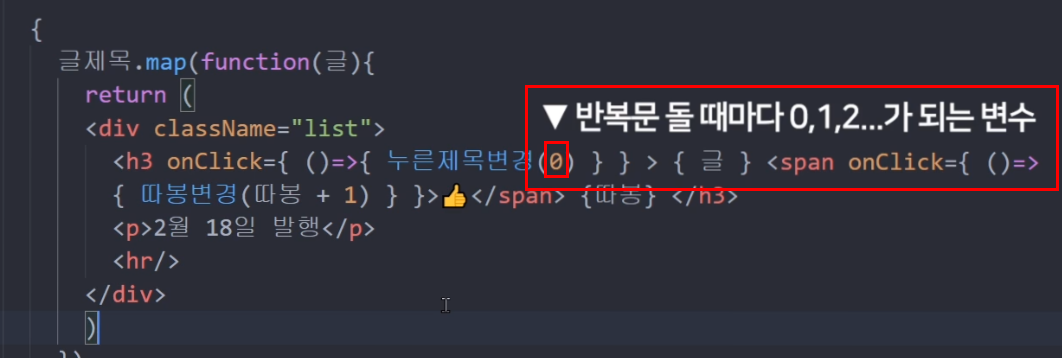 {
글제목.map(function(글){
return (
<div className="list">
▼ 반복문 돌 때마다 0,1,2...가 되는 변수
<h3 onClick={ ()=>{ 누른제목변경(0) } } > { 글 } <span onClick={ ()=>
{ 따봉변경(따봉 + 1) } }>👍</span> {따봉} </h3>
<p>2월 18일 발행</p>
<hr/>
</div>
)
})